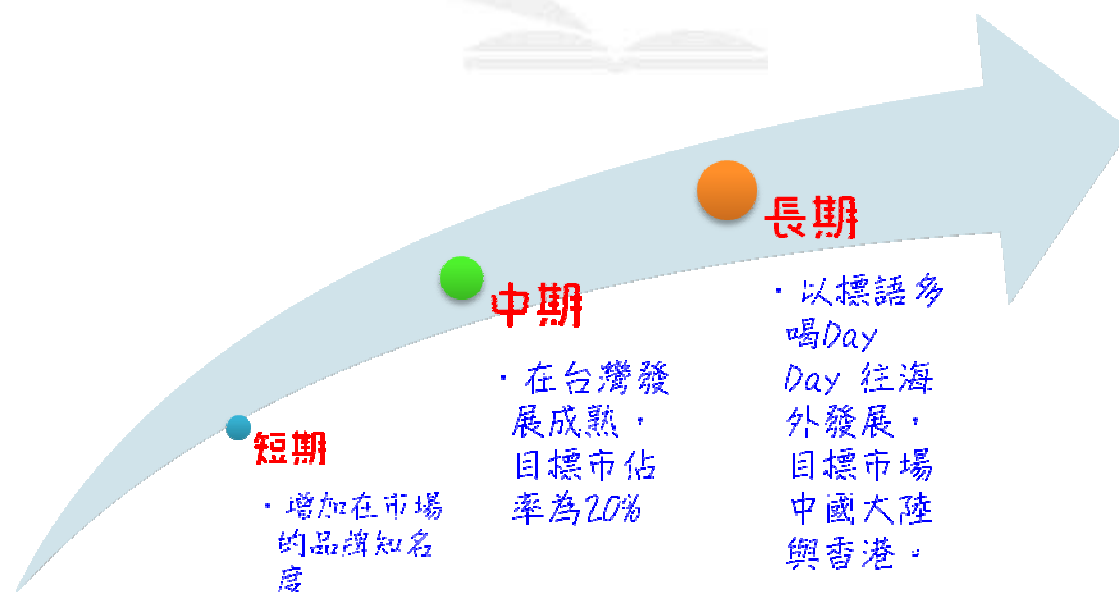 短期
・增加在市場
的品牌知名
度
中期
・在台灣發
展成熟，
目標市佔
率為20%
長期
・以標語多
喝Day
Day 往海
外發展，
目標市場
中國大陸
與香港。